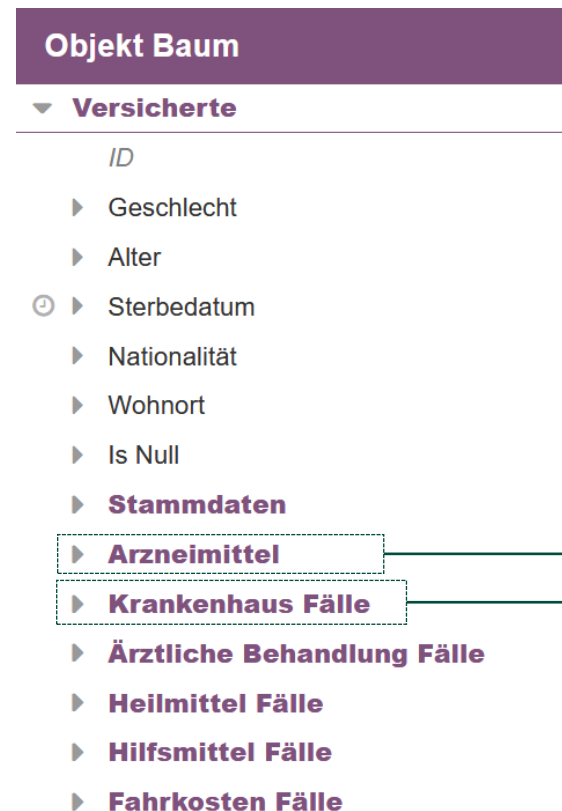 Objekt Baum
Versicherte
ID
Geschlecht
Alter
Sterbedatum
Nationalität
Wohnort
Is Null
Stammdaten
Arzneimittel
Krankenhaus Fälle
Ärztliche Behandlung Fälle
Heilmittel Fälle
Hilfsmittel Fälle
Fahrkosten Fälle